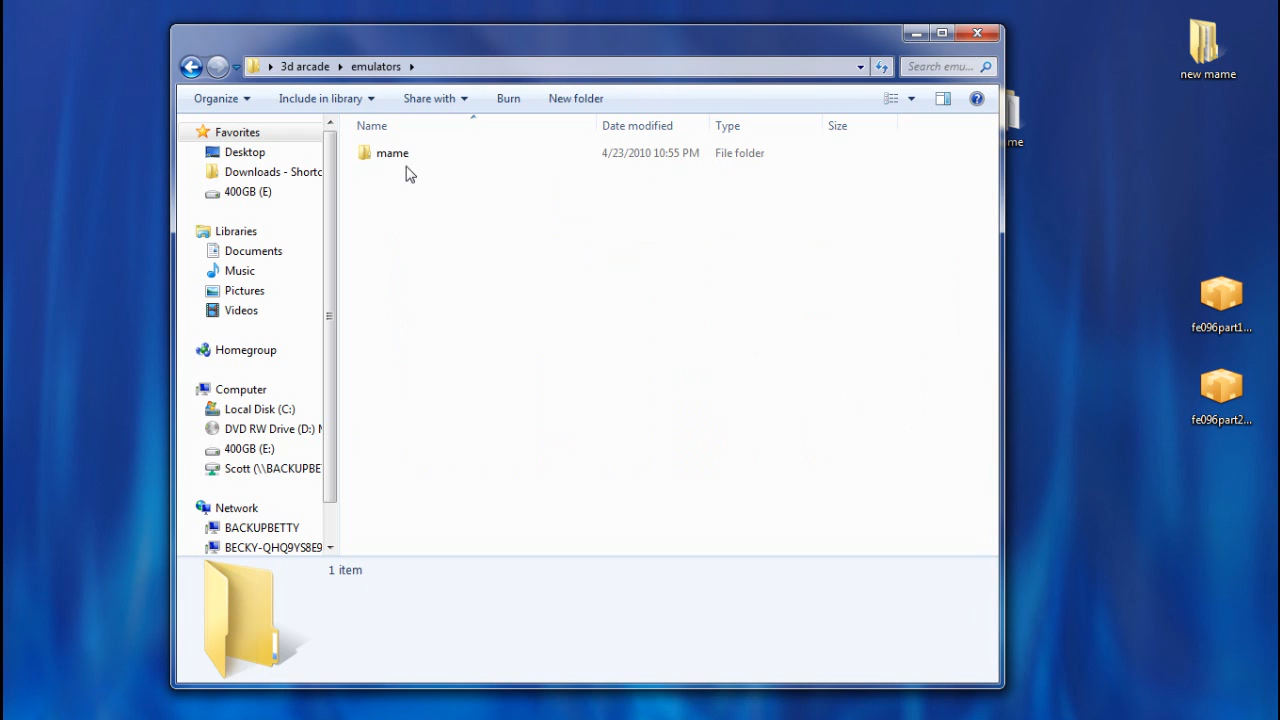 new mame
3d arcade
emulators
Search emu...
Organize
Include in library
Share with
Burn
New folder
Name
Date modified
Type
Size
me
Favorites
mame
4/23/2010 10:55 PM
File folder
Desktop
Downloads - Shortc
400GB (E)
Libraries
Documents
Music
Pictures
Videos
fe096part1...
Homegroup
Computer
Local Disk (C:)
fe096part2...
DVD RW Drive (D:) M
400GB (E:)
Scott (\\BACKUPBE
Network
BACKUPBETTY
BECKY-QHQ9YS8E9
1 item